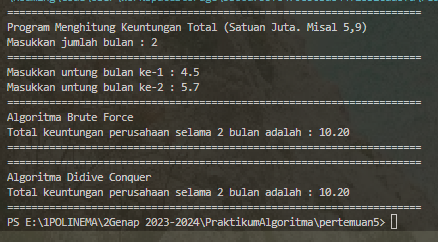 ==============================================================
Program Menghitung Keuntungan Total (Satuan Juta. Misal 5,9)
Masukkan jumlah bulan : 2
==============================================================
Masukkan untung bulan ke-1 : 4.5
Masukkan untung bulan ke-2 : 5.7
==============================================================
Algoritma Brute Force
Total keuntungan perusahaan selama 2 bulan adalah : 10.20
==============================================================
==============================================================
Algoritma Didive Conquer
Total keuntungan perusahaan selama 2 bulan adalah : 10.20
==============================================================
PS E:\1POLINEMA\2Genap 2023-2024\PraktikumAlgoritma\pertemuan5>